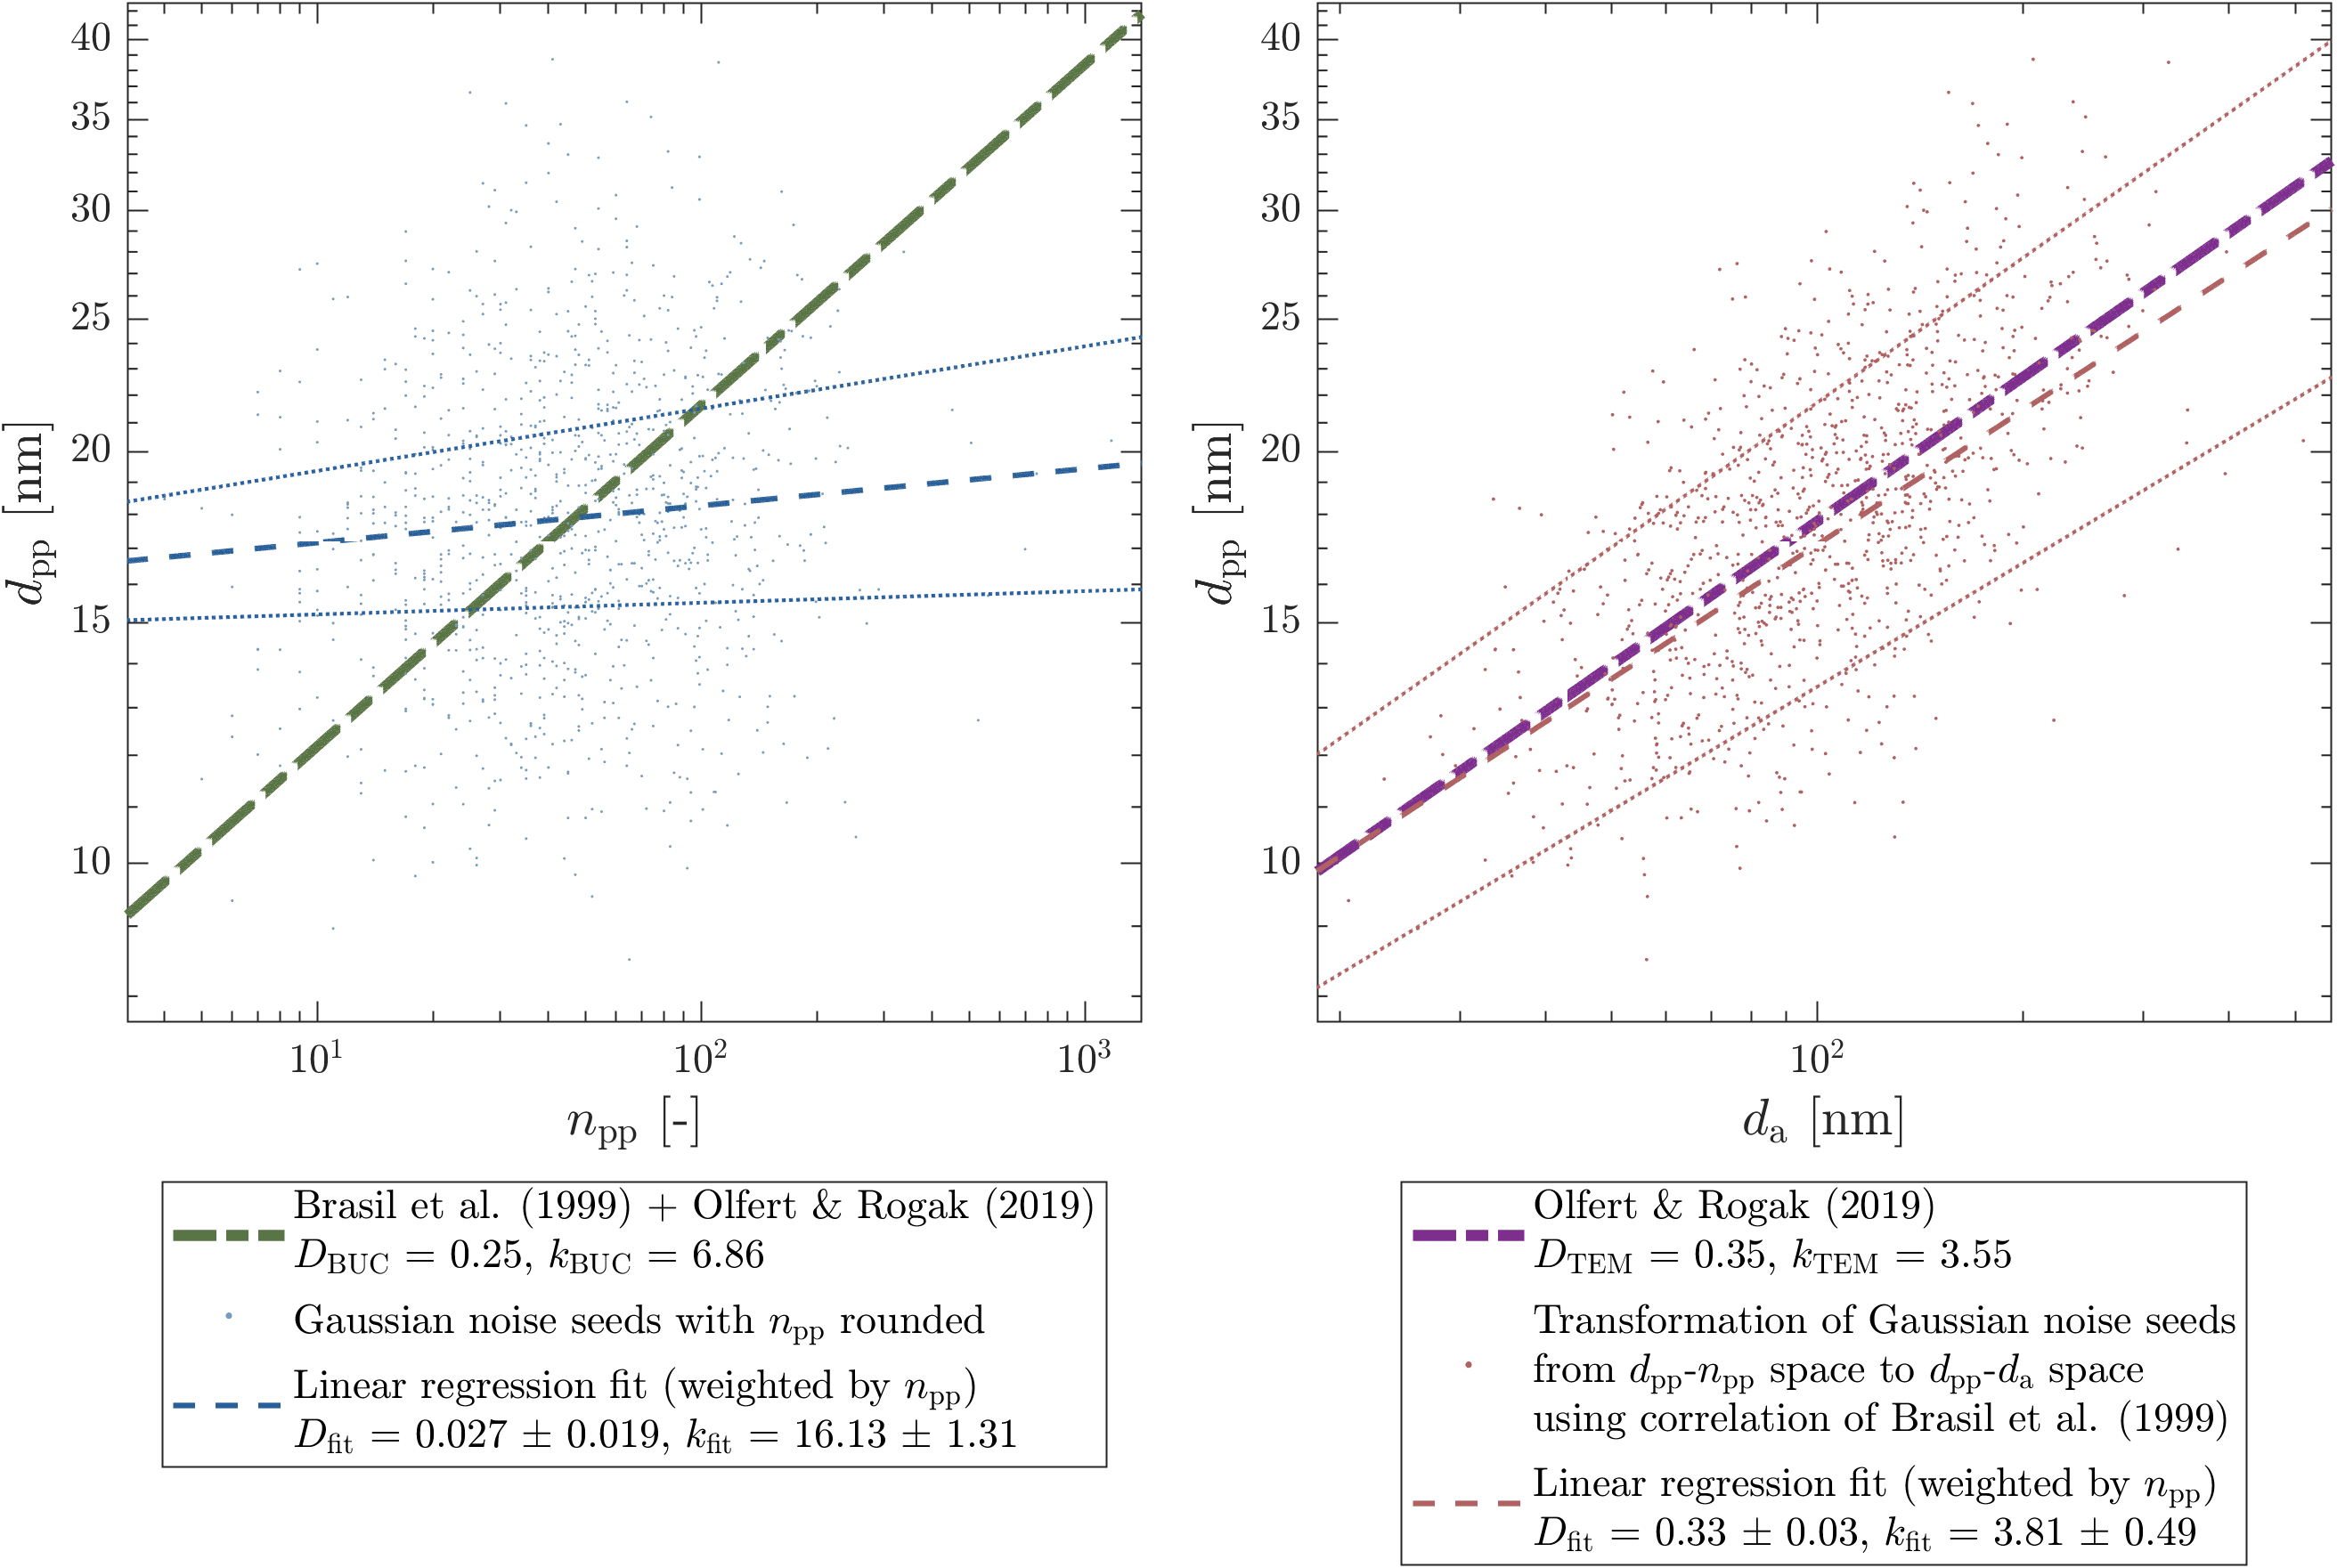 40
35
30
25
20
15
10
d_pp [nm]
10^1
10^2
10^3
n_pp [-]
Brasil et al. (1999) + Olfert & Rogak (2019)
D_BUC = 0.25, k_BUC = 6.86
Gaussian noise seeds with n_pp rounded
Linear regression fit (weighted by n_pp)
D_fit = 0.027 ± 0.019, k_fit = 16.13 ± 1.31
40
35
30
25
20
15
10
d_pp [nm]
10^2
d_a [nm]
Olfert & Rogak (2019)
D_TEM = 0.35, k_TEM = 3.55
Transformation of Gaussian noise seeds
from d_pp-n_pp space to d_pp-d_a space
using correlation of Brasil et al. (1999)
Linear regression fit (weighted by n_pp)
D_fit = 0.33 ± 0.03, k_fit = 3.81 ± 0.49